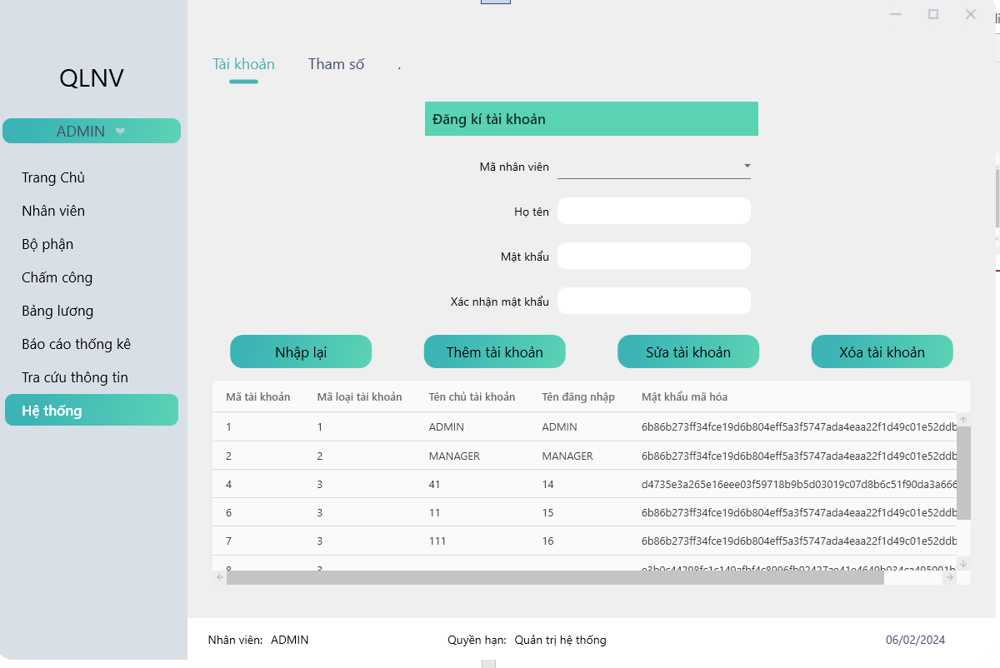 QLNV
ADMIN
Trang Chủ
Nhân viên
Bộ phận
Chấm công
Bảng lương
Báo cáo thống kê
Tra cứu thông tin
Hệ thống
Tài khoản Tham số .
Đăng kí tài khoản
Mã nhân viên
Họ tên
Mật khẩu
Xác nhận mật khẩu
Nhập lại Thêm tài khoản Sửa tài khoản Xóa tài khoản
Mã tài khoản Mã loại tài khoản Tên chủ tài khoản Tên đăng nhập Mật khẩu mã hóa
1 1 ADMIN ADMIN 6b86b273ff34fce19d6b804eff5a3f5747ada4eaa22f1d49c01e52ddb
2 2 MANAGER MANAGER 6b86b273ff34fce19d6b804eff5a3f5747ada4eaa22f1d49c01e52ddb
4 3 41 14 d4735e3a265e16eee03f59718b9b5d03019c07d8b6c51f90da3a666
6 3 11 15 6b86b273ff34fce19d6b804eff5a3f5747ada4eaa22f1d49c01e52ddb
7 3 111 16 6b86b273ff34fce19d6b804eff5a3f5747ada4eaa22f1d49c01e52ddb
8 3 e3b0c44298fc1c149afbf4c8996fb92427ae41e4649b934ca495991b
Nhân viên: ADMIN Quyền hạn: Quản trị hệ thống 06/02/2024